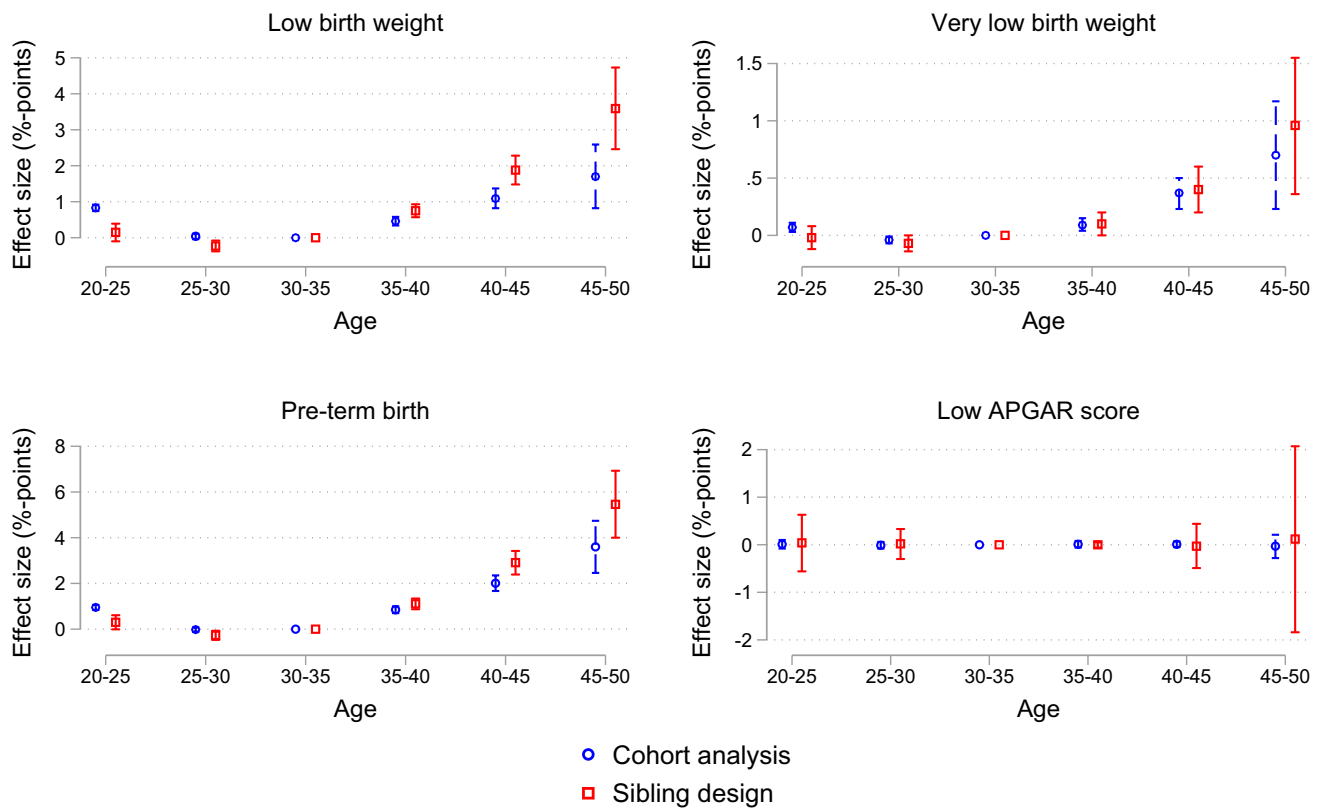 Low birth weight
Effect size (%-points)
5
4
3
2
1
0
20-25 25-30 30-35 35-40 40-45 45-50
Age
Very low birth weight
Effect size (%-points)
1.5
1
.5
0
20-25 25-30 30-35 35-40 40-45 45-50
Age
Pre-term birth
Effect size (%-points)
8
6
4
2
0
20-25 25-30 30-35 35-40 40-45 45-50
Age
Low APGAR score
Effect size (%-points)
2
1
0
-1
-2
20-25 25-30 30-35 35-40 40-45 45-50
Age
Cohort analysis
Sibling design